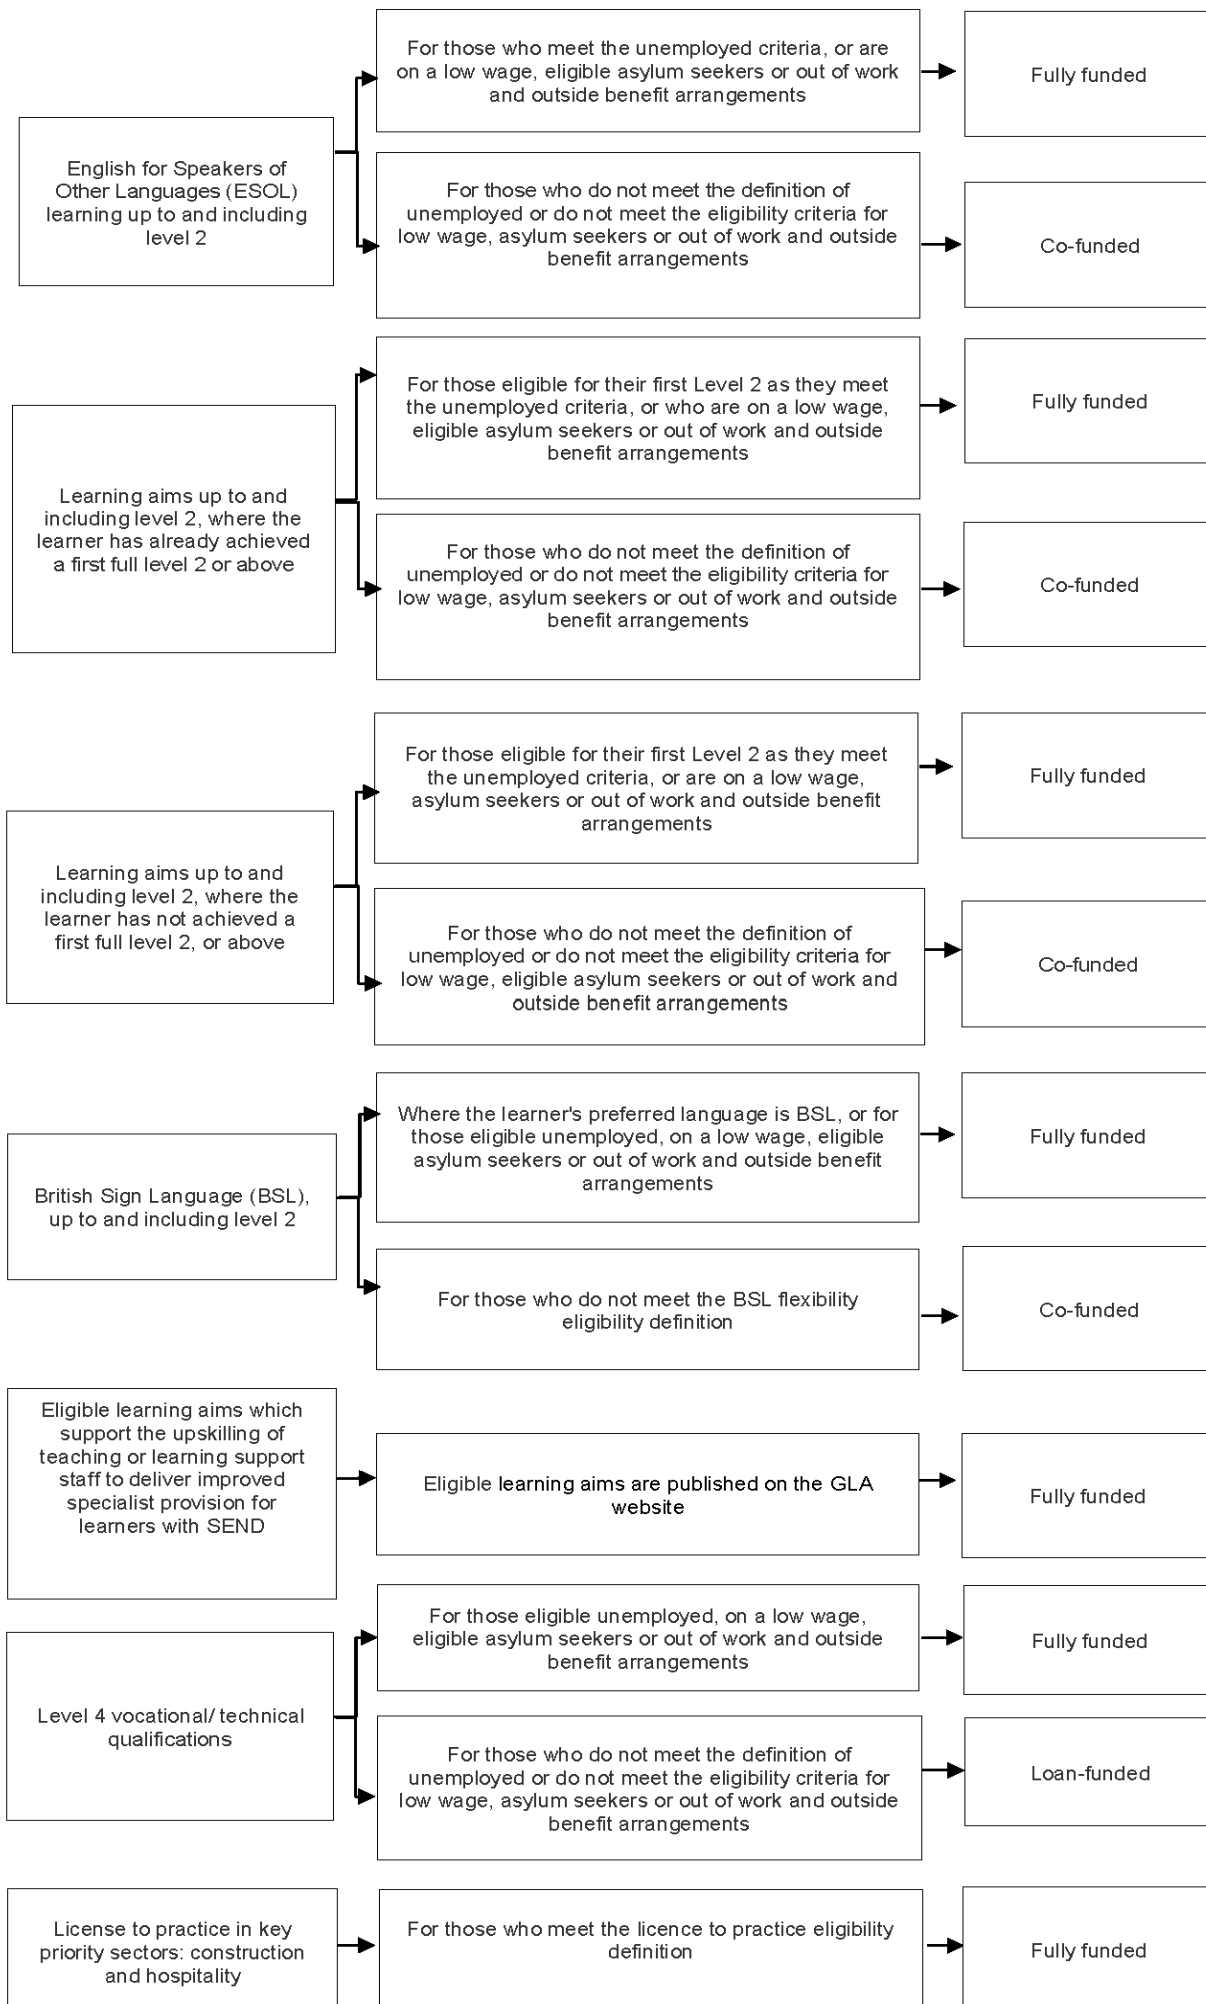 For those who meet the unemployed criteria, or are
on a low wage, eligible asylum seekers or out of work
and outside benefit arrangements
Fully funded
English for Speakers of
Other Languages (ESOL)
learning up to and including
level 2
For those who do not meet the definition of
unemployed or do not meet the eligibility criteria for
low wage, asylum seekers or out of work and outside
benefit arrangements
Co-funded
For those eligible for their first Level 2 as they meet
the unemployed criteria, or who are on a low wage,
eligible asylum seekers or out of work and outside
benefit arrangements
Fully funded
Learning aims up to and
including level 2, where the
learner has already achieved
a first full level 2 or above
For those who do not meet the definition of
unemployed or do not meet the eligibility criteria for
low wage, asylum seekers or out of work and outside
benefit arrangements
Co-funded
For those eligible for their first Level 2 as they meet
the unemployed criteria, or are on a low wage,
asylum seekers or out of work and outside benefit
arrangements
Fully funded
Learning aims up to and
including level 2, where the
learner has not achieved a
first full level 2, or above
For those who do not meet the definition of
unemployed or do not meet the eligibility criteria for
low wage, eligible asylum seekers or out of work and
outside benefit arrangements
Co-funded
Where the learner's preferred language is BSL, or for
those eligible unemployed, on a low wage, eligible
asylum seekers or out of work and outside benefit
arrangements
Fully funded
British Sign Language (BSL),
up to and including level 2
For those who do not meet the BSL flexibility
eligibility definition
Co-funded
Eligible learning aims which
support the upskilling of
teaching or learning support
staff to deliver improved
specialist provision for
learners with SEND
Eligible learning aims are published on the GLA
website
Fully funded
For those eligible unemployed, on a low wage,
eligible asylum seekers or out of work and outside
benefit arrangements
Fully funded
Level 4 vocational/ technical
qualifications
For those who do not meet the definition of
unemployed or do not meet the eligibility criteria for
low wage, asylum seekers or out of work and outside
benefit arrangements
Loan-funded
License to practice in key
priority sectors: construction
and hospitality
For those who meet the licence to practice eligibility
definition
Fully funded